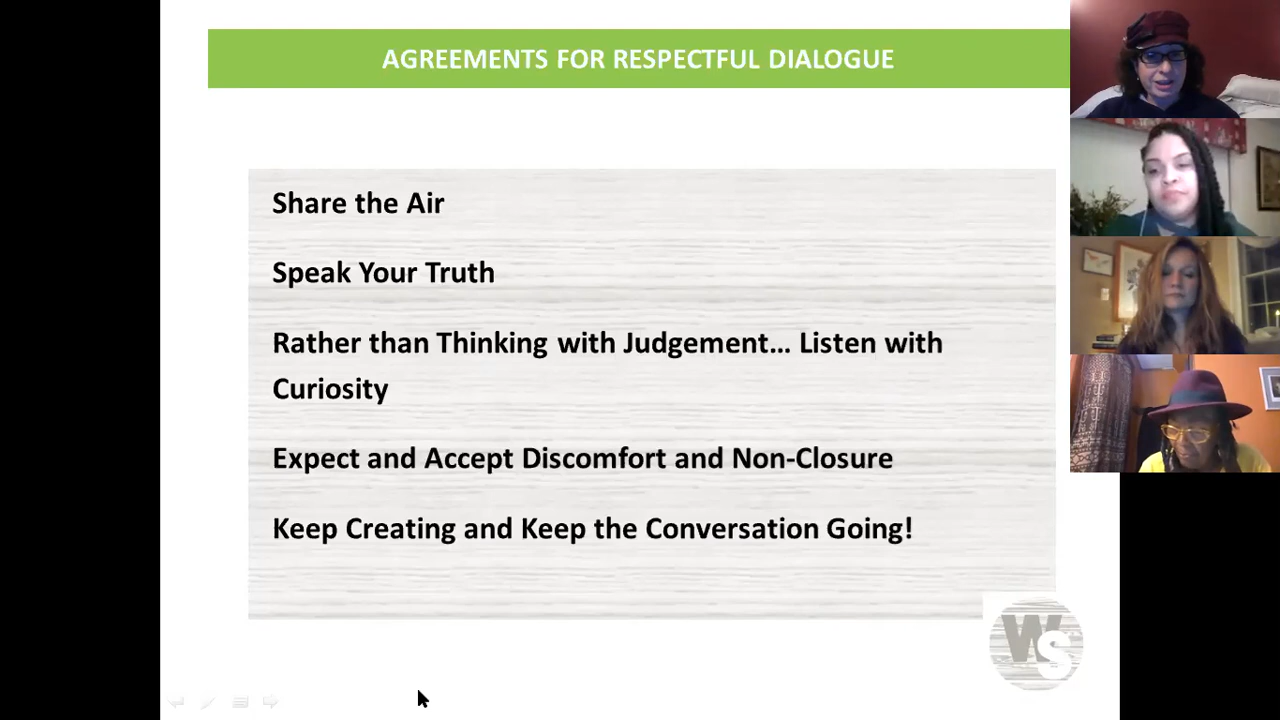 AGREEMENTS FOR RESPECTFUL DIALOGUE
Share the Air
Speak Your Truth
Rather than Thinking with Judgement... Listen with
Curiosity
Expect and Accept Discomfort and Non-Closure
Keep Creating and Keep the Conversation Going!
WS